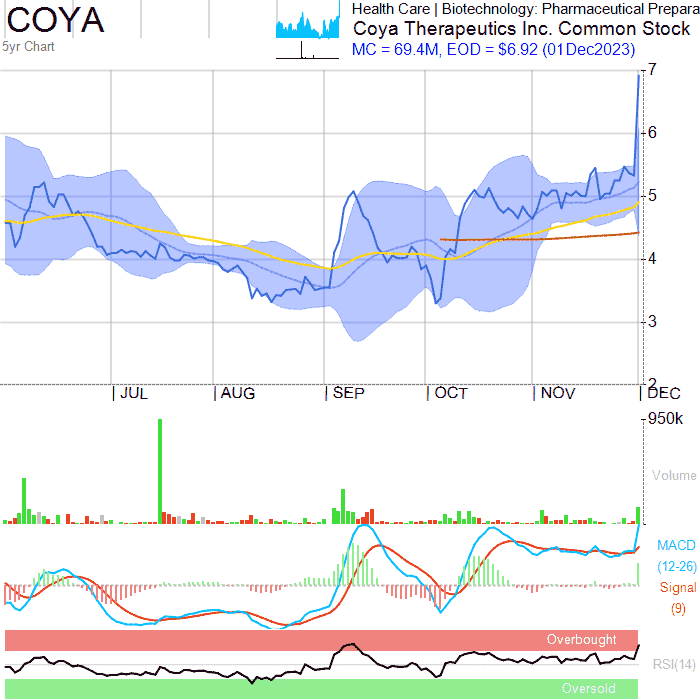 COYA
5yr Chart
Health Care | Biotechnology: Pharmaceutical Prepara
Coya Therapeutics Inc. Common Stock
MC = 69.4M, EOD = $6.92 (01Dec2023)
7
6
5
4
3
2
JUL AUG SEP OCT NOV DEC
950k
Volume
MACD
(12-26)
Signal
(9)
Overbought
RSI(14)
Oversold